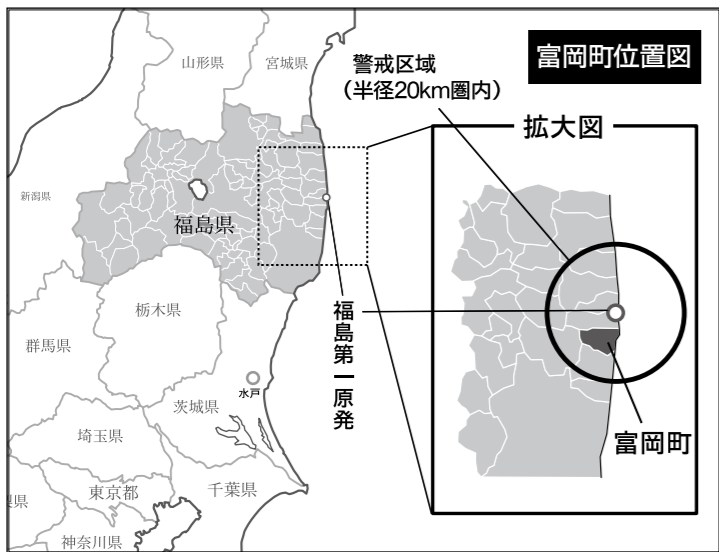 富岡町位置図
山形県
宮城県
警戒区域
（半径20km圏内）
拡大図
新潟県
福島県
栃木県
群馬県
福島第一原発
水戸
茨城県
富岡町
埼玉県
東京都
千葉県
県
神奈川県